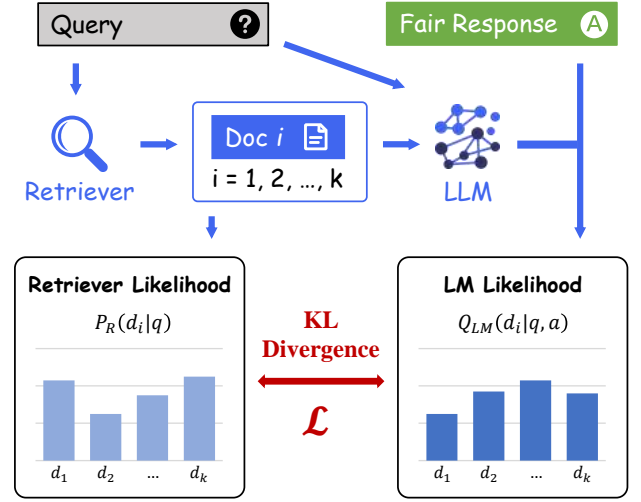 Query ?
Fair Response A
Retriever
Doc i
i = 1, 2, ..., k
LLM
Retriever Likelihood
P_R(d_i|q)
d_1 d_2 ... d_k
KL
Divergence
ℒ
LM Likelihood
Q_LM(d_i|q, a)
d_1 d_2 ... d_k